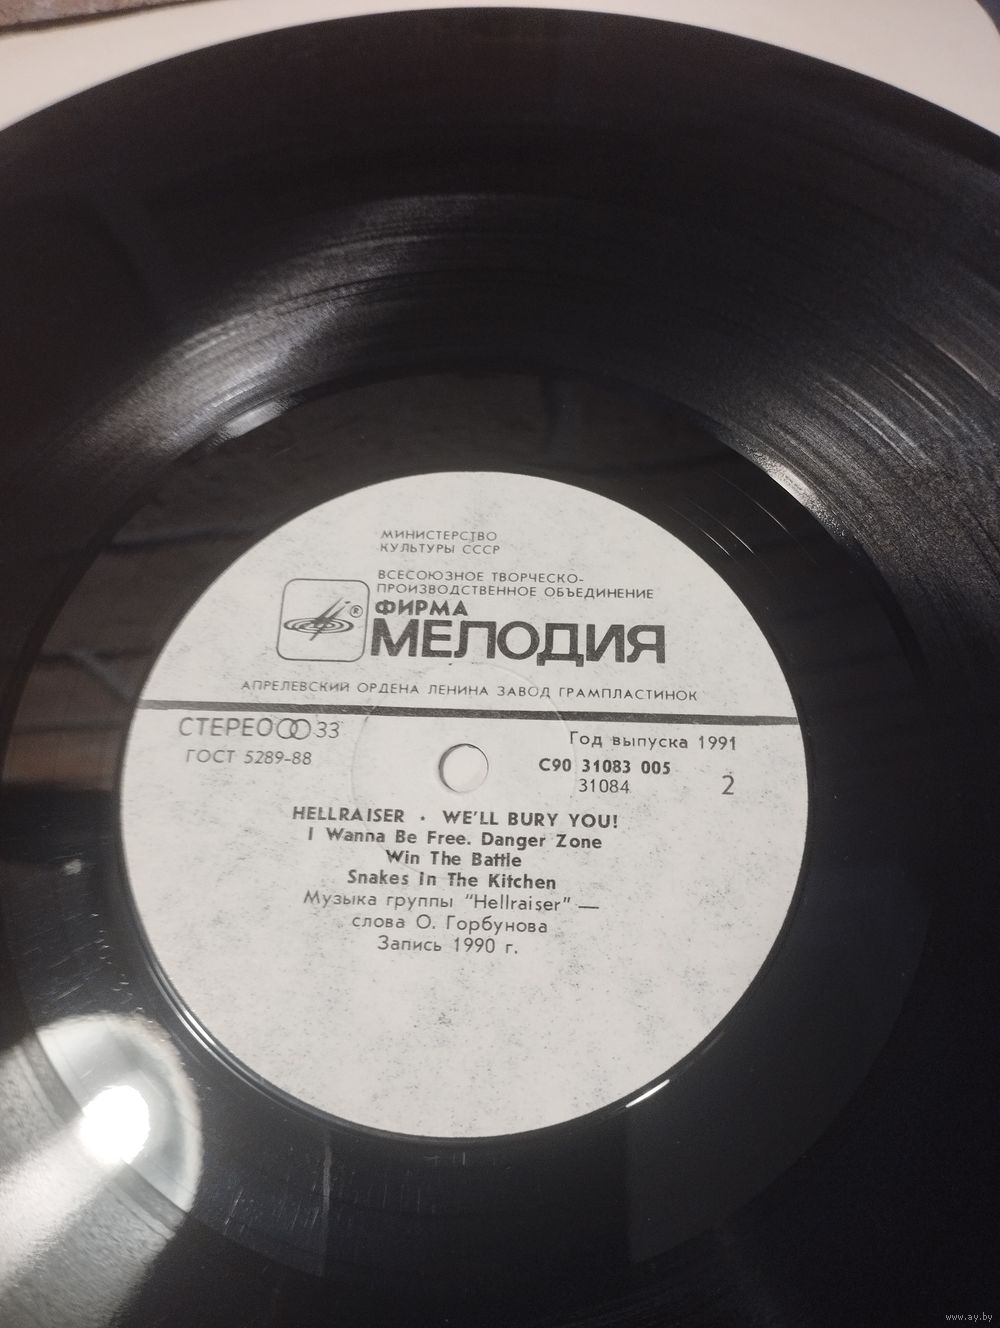 МИНИСТЕРСТВО
КУЛЬТУРЫ СССР
ВСЕСОЮЗНОЕ ТВОРЧЕСКО-
ПРОИЗВОДСТВЕННОЕ ОБЪЕДИНЕНИЕ
®
ФИРМА
МЕЛОДИЯ
АПРЕЛЕВСКИЙ ОРДЕНА ЛЕНИНА ЗАВОД ГРАМПЛАСТИНОК
СТЕРЕО 33
ГОСТ 5289-88
Год выпуска 1991
С90 31083 005
31084
2
HELLRAISER · WE'LL BURY YOU!
I Wanna Be Free. Danger Zone
Win The Battle
Snakes In The Kitchen
Музыка группы "Hellraiser" —
слова О. Горбунова
Запись 1990 г.
www.ay.by